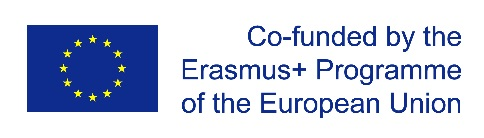 Co-funded by the
Erasmus+ Programme
of the European Union